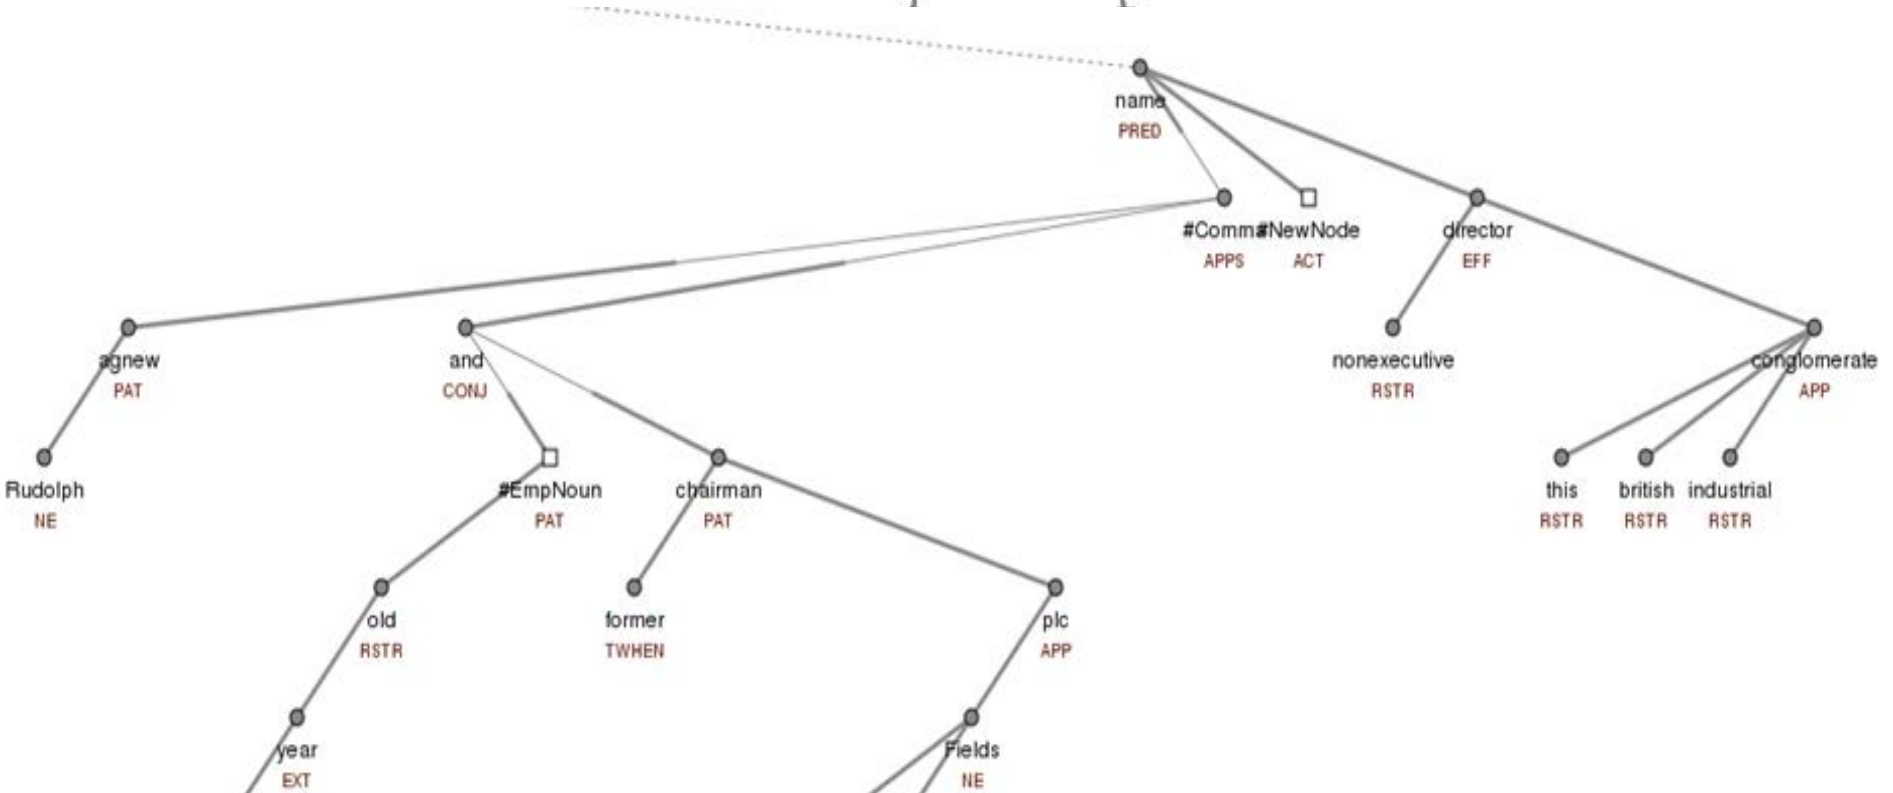 name
PRED
#Comma #NewNode director
APPS ACT EFF
agnew and nonexecutive conglomerate
PAT CONJ RSTR APP
Rudolph #EmpNoun chairman this british industrial
NE PAT PAT RSTR RSTR RSTR
old former plc
RSTR TWHEN APP
year Fields
EXT NE